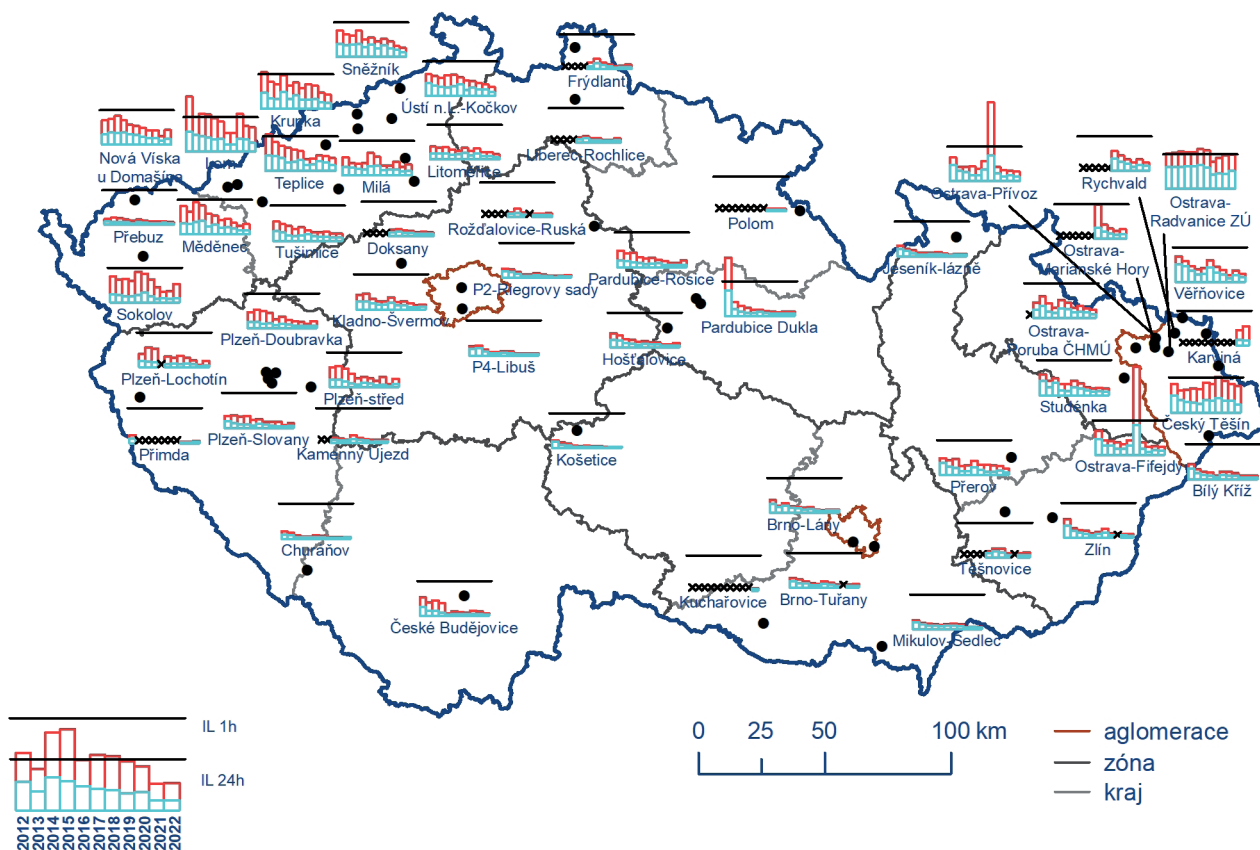 Sněžník
Frýdlant
Krupka
Ústí n.L.-Kočkov
Nová Víska
u Domašína
Lom
Teplice
Milá
Litoměřice
Liberec Rochlice
Ostrava-Přívoz
Rychvald
Ostrava-
Radvanice ZÚ
Přebuz
Měděnec
Tušimice
Doksany
Rožďalovice-Ruská
Polom
Jeseník-lázně
Ostrava-
Mariánské Hory
Věřňovice
Sokolov
Kladno-Švermov
P2-Riegrovy sady
Pardubice-Rosice
Pardubice Dukla
Ostrava-
Poruba ČHMÚ
Karviná
Plzeň-Doubravka
Plzeň-Lochotín
Plzeň-střed
P4-Libuš
Hošťalovice
Studénka
Český Těšín
Přimda
Plzeň-Slovany
Kamenný Újezd
Košetice
Ostrava-Fifejdy
Přerov
Bílý Kříž
Churáňov
Brno-Lány
Zlín
Těšnovice
České Budějovice
Kuchařovice
Brno-Tuřany
Mikulov-Sedlec
IL 1h
IL 24h
2012
2013
2014
2015
2016
2017
2018
2019
2020
2021
2022
0 25 50 100 km
aglomerace
zóna
kraj